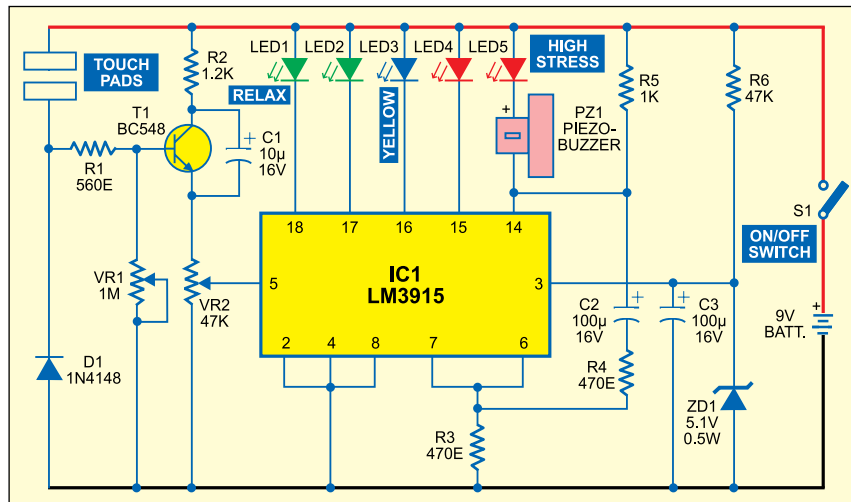 TOUCH
PADS
R2
1.2K
LED1
LED2
LED3
LED4
LED5
HIGH
STRESS
RELAX
YELLOW
T1
BC548
R1
560E
C1
10µ
16V
+
+
PZ1
PIEZO-
BUZZER
R5
1K
R6
47K
S1
ON/OFF
SWITCH
18
17
16
15
14
5
IC1
LM3915
3
2
4
8
7
6
VR1
1M
VR2
47K
D1
1N4148
C2
100µ
16V
+
C3
100µ
16V
+
R4
470E
R3
470E
ZD1
5.1V
0.5W
9V
BATT.
+